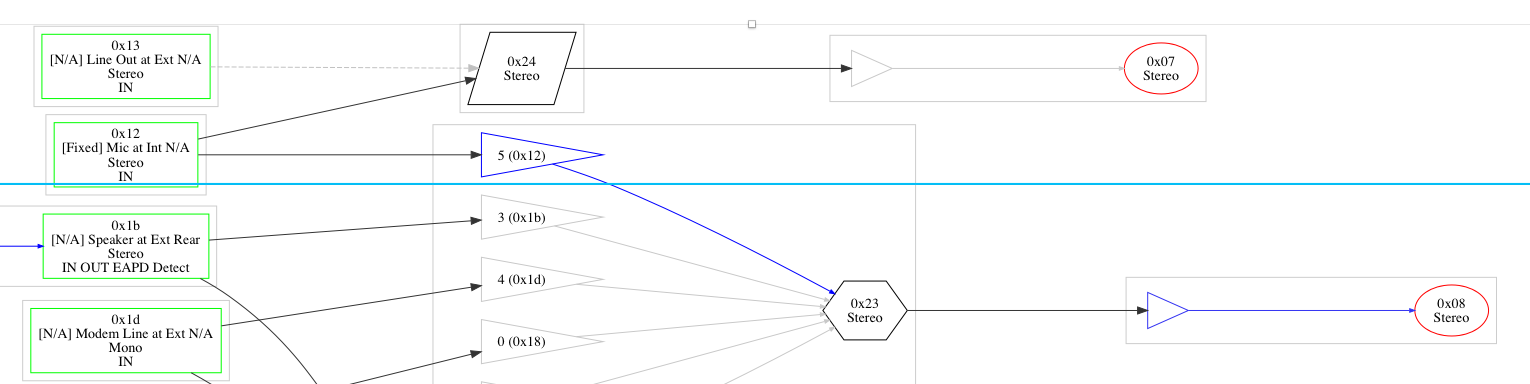 0x13
[N/A] Line Out at Ext N/A
Stereo
IN
0x24
Stereo
0x07
Stereo
0x12
[Fixed] Mic at Int N/A
Stereo
IN
5 (0x12)
3 (0x1b)
0x1b
[N/A] Speaker at Ext Rear
Stereo
IN OUT EAPD Detect
4 (0x1d)
0x23
Stereo
0x08
Stereo
0x1d
[N/A] Modem Line at Ext N/A
Mono
IN
0 (0x18)